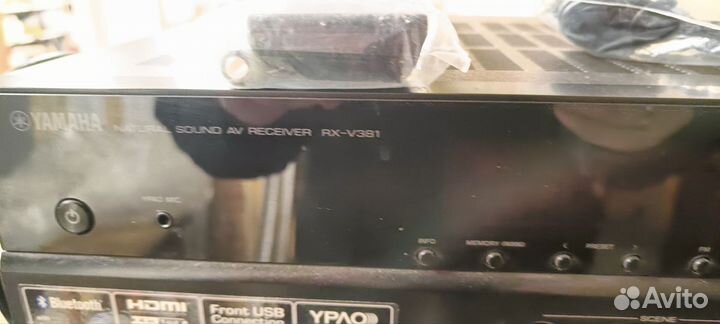 YAMAHA NATURAL SOUND AV RECEIVER RX-V381
YPAO MIC
INFO MEMORY PRESET FM
Bluetooth HDMI Front USB Connection YPAO
SCENE
Avito